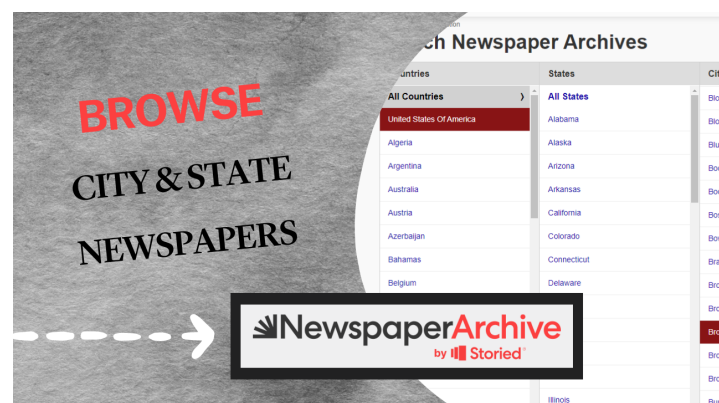 BROWSE
CITY & STATE
NEWSPAPERS
Newspaper Archives
Countries
All Countries
United States Of America
Algeria
Argentina
Australia
Austria
Azerbaijan
Bahamas
Belgium
States
All States
Alabama
Alaska
Arizona
Arkansas
California
Colorado
Connecticut
Delaware
Illinois
NewspaperArchive
by Storied